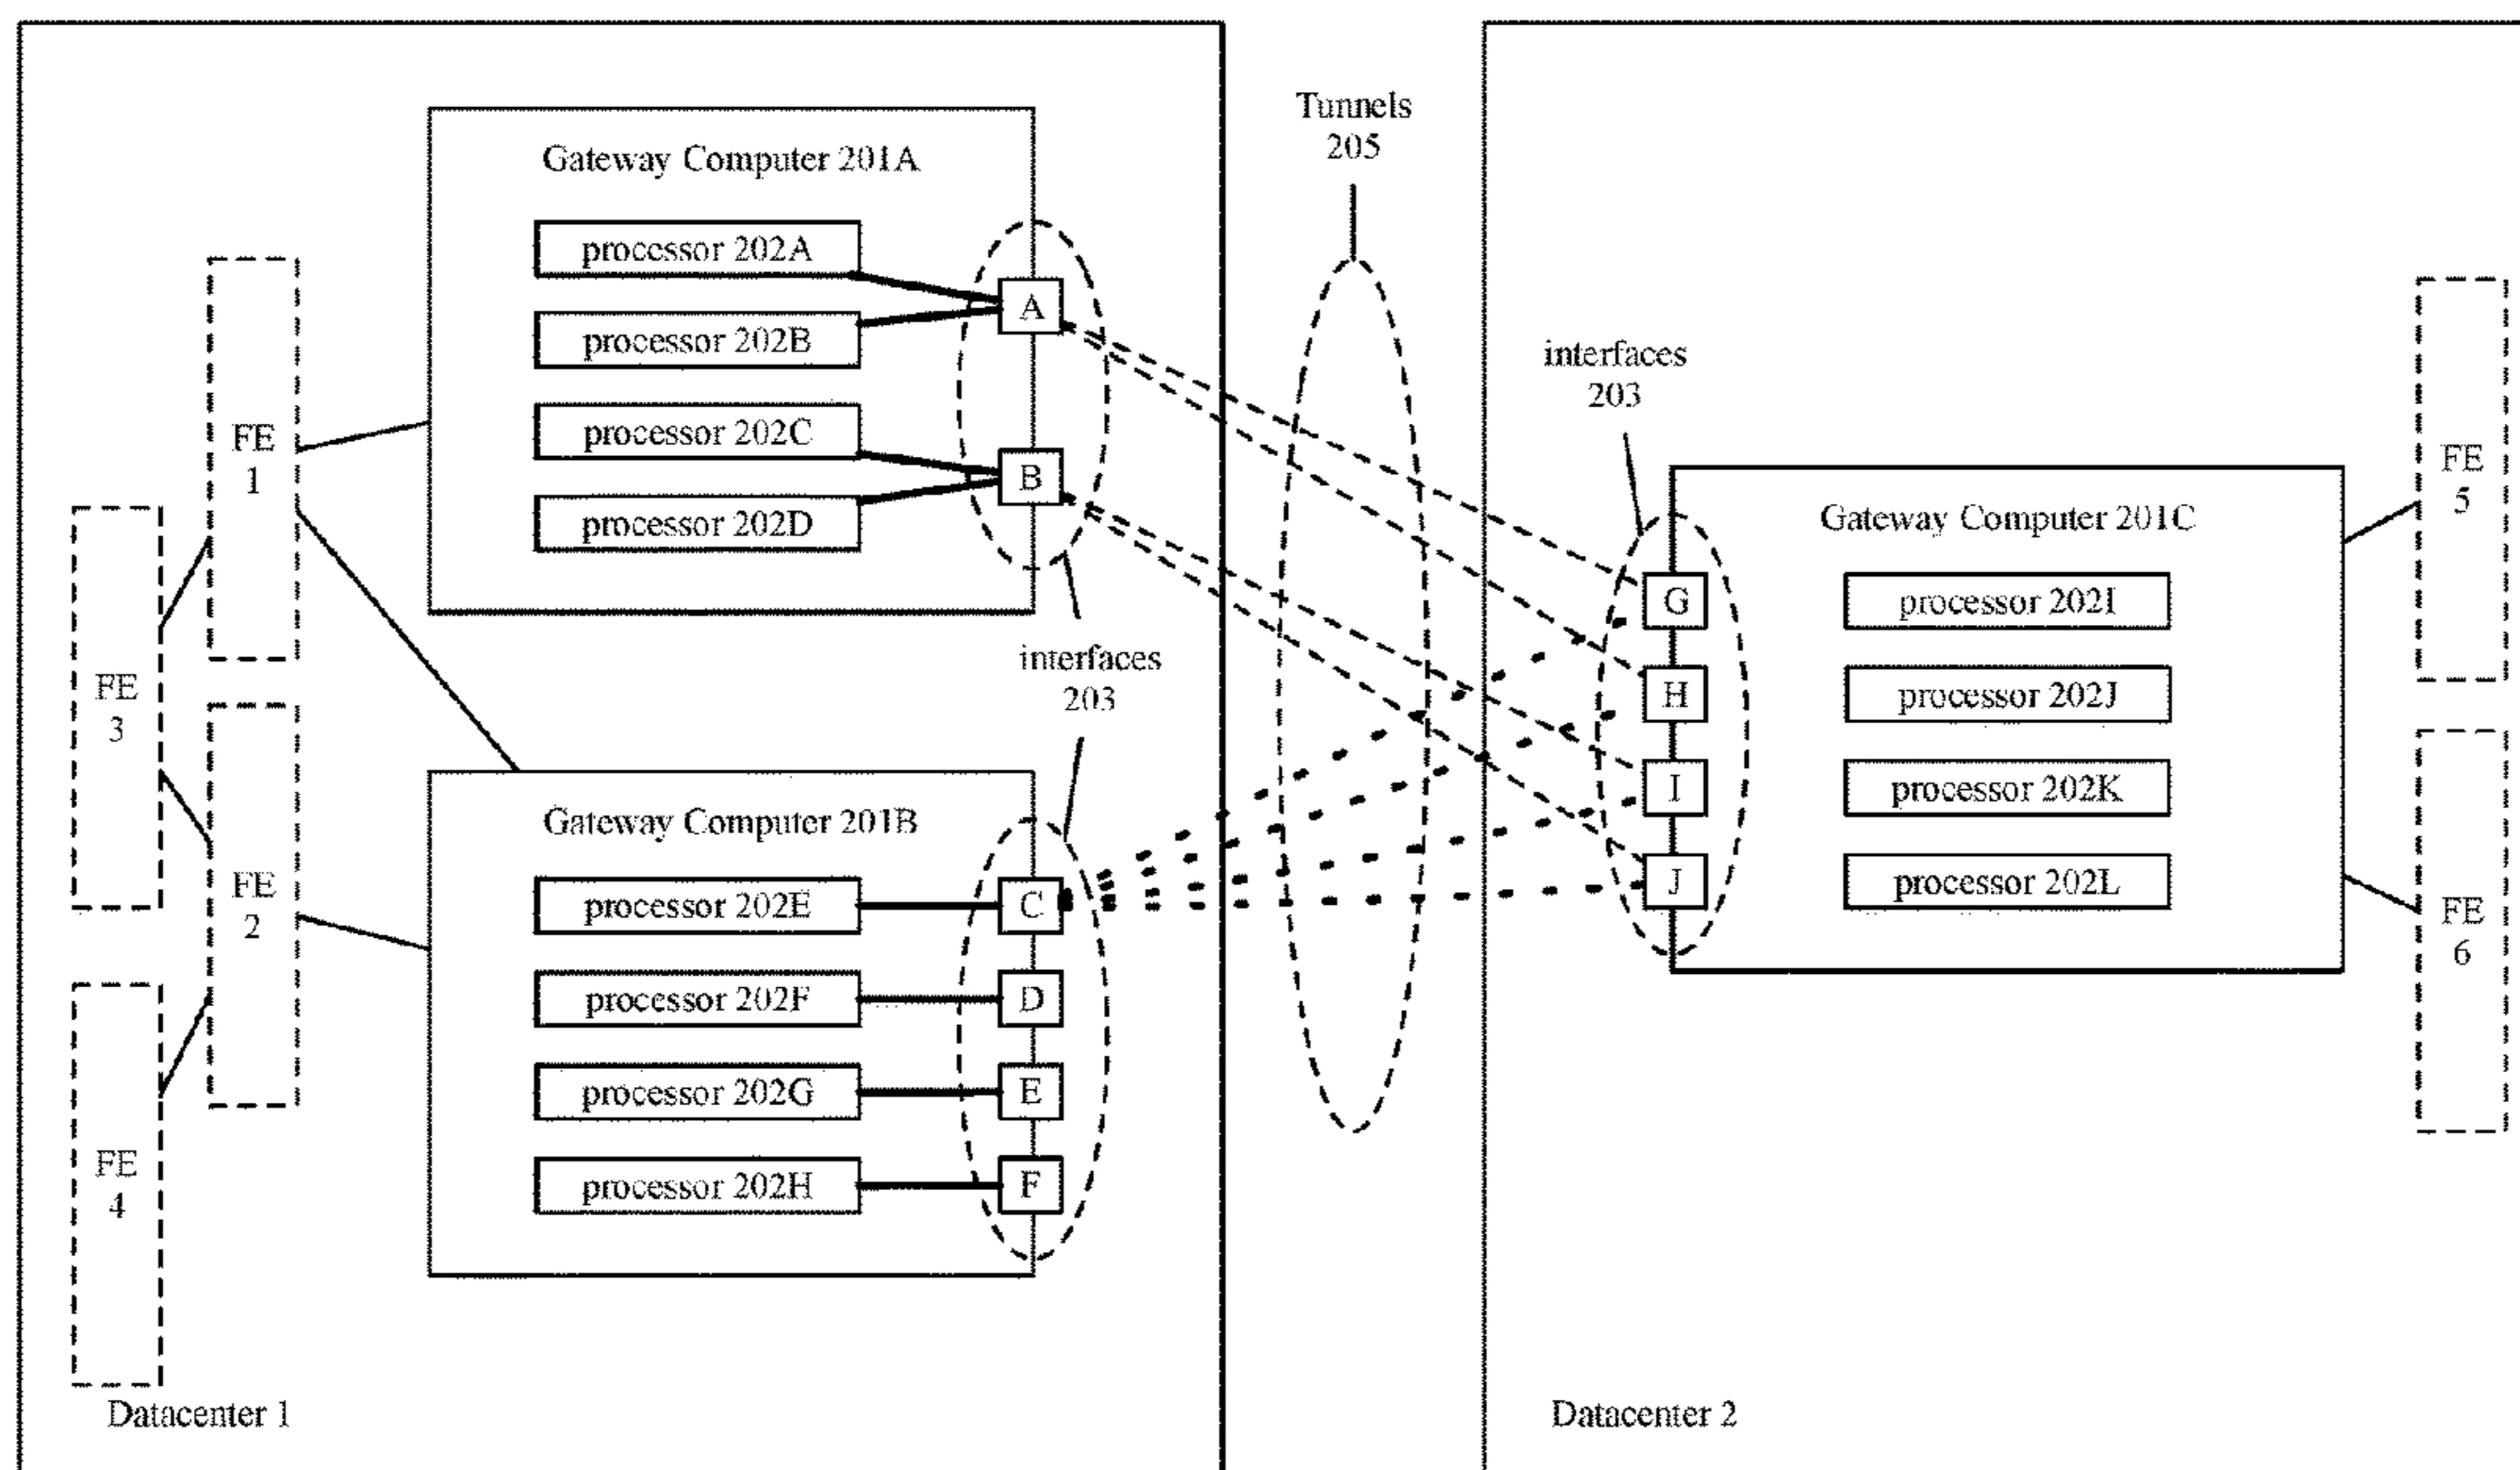 Tunnels
205
Gateway Computer 201A
processor 202A
A
processor 202B
processor 202C
B
processor 202D
FE
1
FE
3
interfaces
203
FE
2
FE
4
Gateway Computer 201B
processor 202E
C
processor 202F
D
processor 202G
E
processor 202H
F
Datacenter 1
interfaces
203
Gateway Computer 201C
G
processor 202I
H
processor 202J
I
processor 202K
J
processor 202L
FE
5
FE
6
Datacenter 2